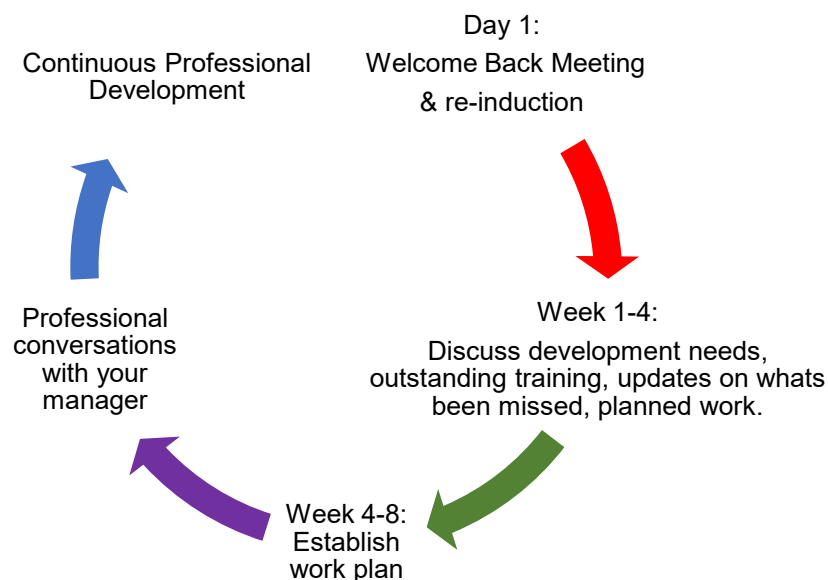 Day 1:
Welcome Back Meeting
& re-induction
Week 1-4:
Discuss development needs,
outstanding training, updates on whats
been missed, planned work.
Week 4-8:
Establish
work plan
Professional
conversations
with your
manager
Continuous Professional
Development